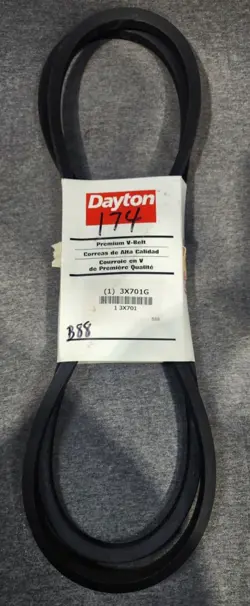 Dayton
174
Premium V-Belt
Correas de Alta Calidad
Courroie en V
de Première Qualité
(1) 3X701G
1 3X701
B88